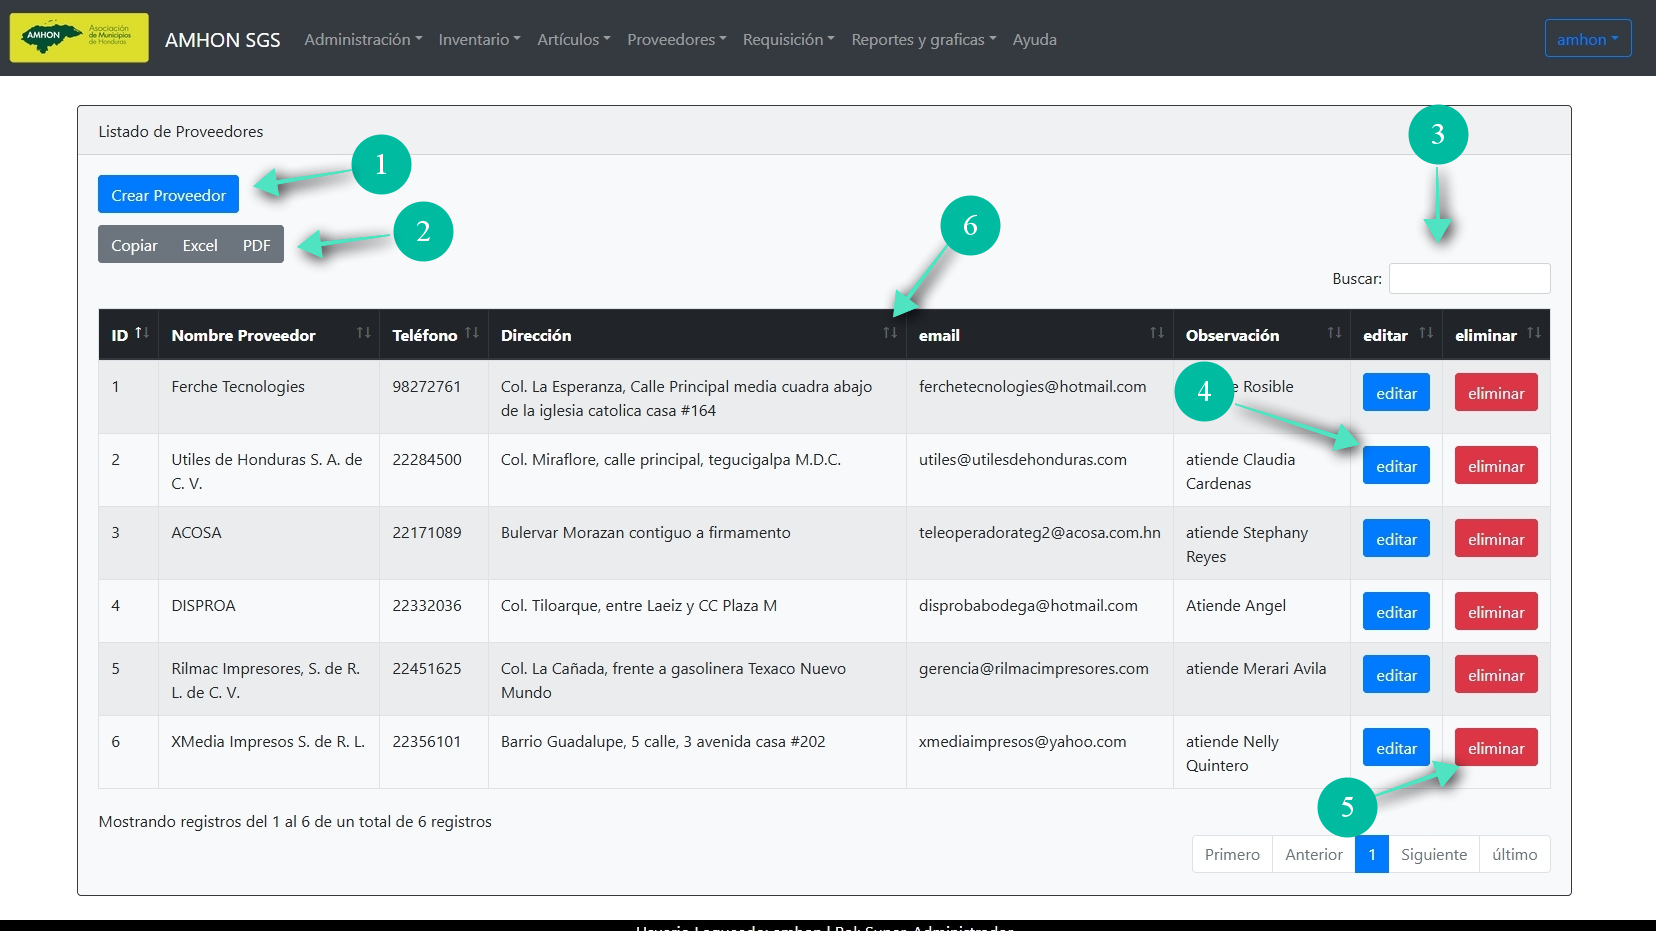 AMHON
Asociación
de Municipios
de Honduras
AMHON SGS Administración Inventario Artículos Proveedores Requisición Reportes y graficas Ayuda amhon
Listado de Proveedores
3
1
Crear Proveedor
2
6
Copiar Excel PDF
Buscar:
ID Nombre Proveedor Teléfono Dirección email Observación editar eliminar
1 Ferche Tecnologies 98272761 Col. La Esperanza, Calle Principal media cuadra abajo ferchetecnologies@hotmail.com Rosible editar eliminar
de la iglesia catolica casa #164
4
2 Utiles de Honduras S. A. de 22284500 Col. Miraflore, calle principal, tegucigalpa M.D.C. utiles@utilesdehonduras.com atiende Claudia editar eliminar
C. V. Cardenas
3 ACOSA 22171089 Bulervar Morazan contiguo a firmamento teleoperadorateg2@acosa.com.hn atiende Stephany editar eliminar
Reyes
4 DISPROA 22332036 Col. Tiloarque, entre Laeiz y CC Plaza M disprobabodega@hotmail.com Atiende Angel editar eliminar
5 Rilmac Impresores, S. de R. 22451625 Col. La Cañada, frente a gasolinera Texaco Nuevo gerencia@rilmacimpresores.com atiende Merari Avila editar eliminar
L. de C. V. Mundo
6 XMedia Impresos S. de R. L. 22356101 Barrio Guadalupe, 5 calle, 3 avenida casa #202 xmediaimpresos@yahoo.com atiende Nelly editar eliminar
Quintero
5
Mostrando registros del 1 al 6 de un total de 6 registros
Primero Anterior 1 Siguiente último
Usuario Logueado: amhon | Rol: Super-Administrador